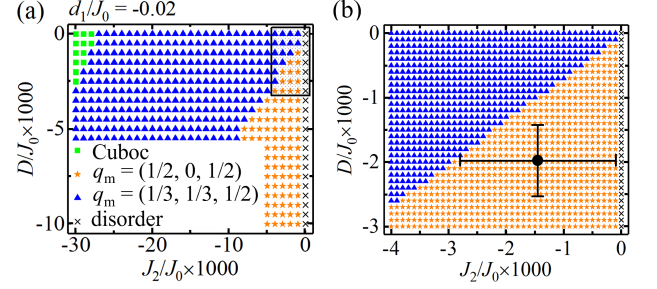 (a)
d₁/J₀ = -0.02
0
-5
-10
D/J₀×1000
Cuboc
qₘ = (1/2, 0, 1/2)
qₘ = (1/3, 1/3, 1/2)
disorder
-30 -20 -10 0
J₂/J₀×1000
(b)
0
-1
-2
-3
D/J₀×1000
-4 -3 -2 -1 0
J₂/J₀×1000